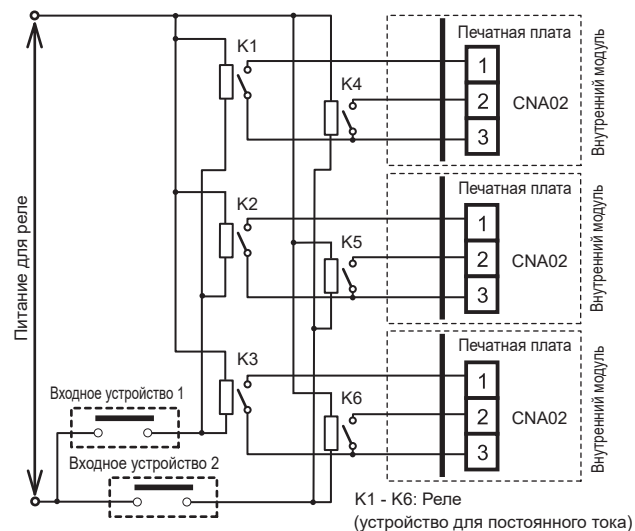 Питание для реле
K1
K4
Печатная плата
1
2
3
CNA02
Внутренний модуль
K2
K5
Печатная плата
1
2
3
CNA02
Внутренний модуль
K3
K6
Печатная плата
1
2
3
CNA02
Внутренний модуль
Входное устройство 1
Входное устройство 2
K1 - K6: Реле
(устройство для постоянного тока)